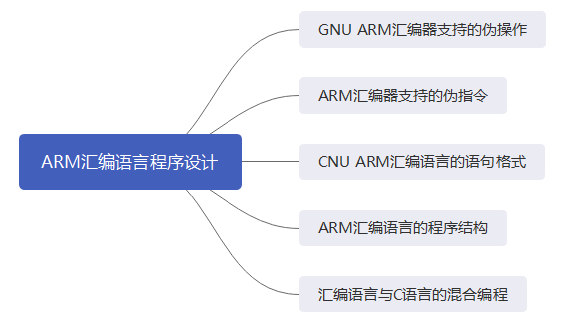 GNU ARM汇编器支持的伪操作
ARM汇编器支持的伪指令
ARM汇编语言程序设计
CNU ARM汇编语言的语句格式
ARM汇编语言的程序结构
汇编语言与C语言的混合编程